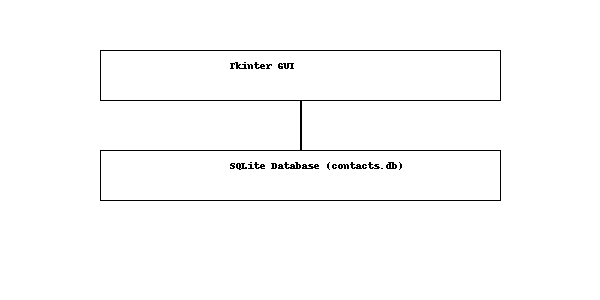 Tkinter GUI
SQLite Database (contacts.db)